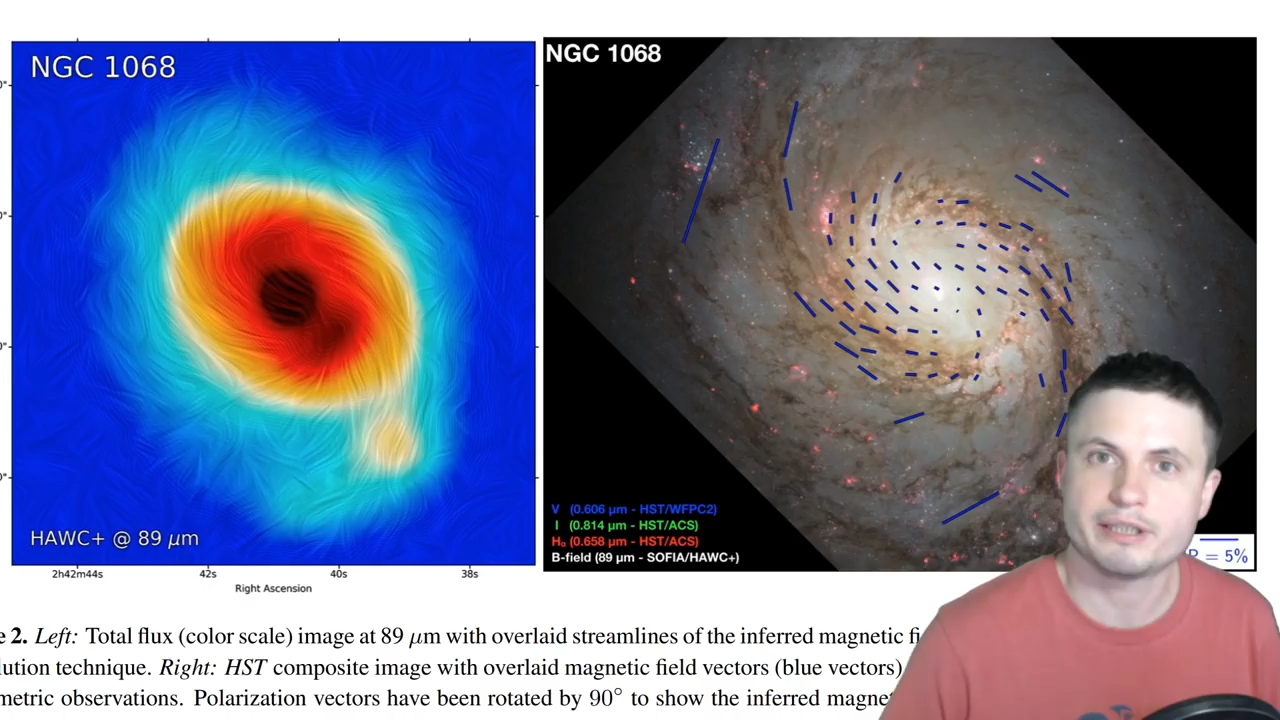 NGC 1068
HAWC+ @ 89 µm
2h42m44s 42s 40s 38s
Right Ascension
NGC 1068
V (0.606 µm - HST/WFPC2)
I (0.814 µm - HST/ACS)
Hα (0.658 µm - HST/ACS)
B-field (89 µm - SOFIA/HAWC+)
= 5%
2. Left: Total flux (color scale) image at 89 µm with overlaid streamlines of the inferred magnetic
technique. Right: HST composite image with overlaid magnetic field vectors (blue vectors)
observations. Polarization vectors have been rotated by 90° to show the inferred